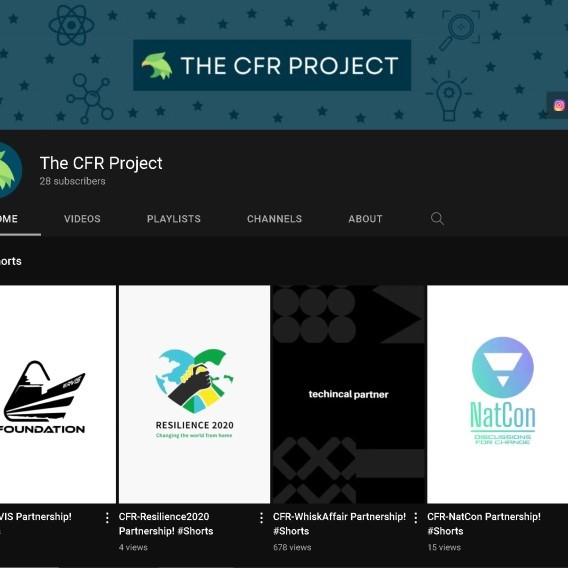 THE CFR PROJECT
The CFR Project
28 subscribers
OME
VIDEOS
PLAYLISTS
CHANNELS
ABOUT
orts
FOUNDATION
RESILIENCE 2020
Changing the world from home
techincal partner
NatCon
DISCUSSIONS
FOR CHANGE
VIS Partnership!
CFR-Resilience2020
Partnership! #Shorts
4 views
CFR-WhiskAffair Partnership!
#Shorts
678 views
CFR-NatCon Partnership!
#Shorts
15 views